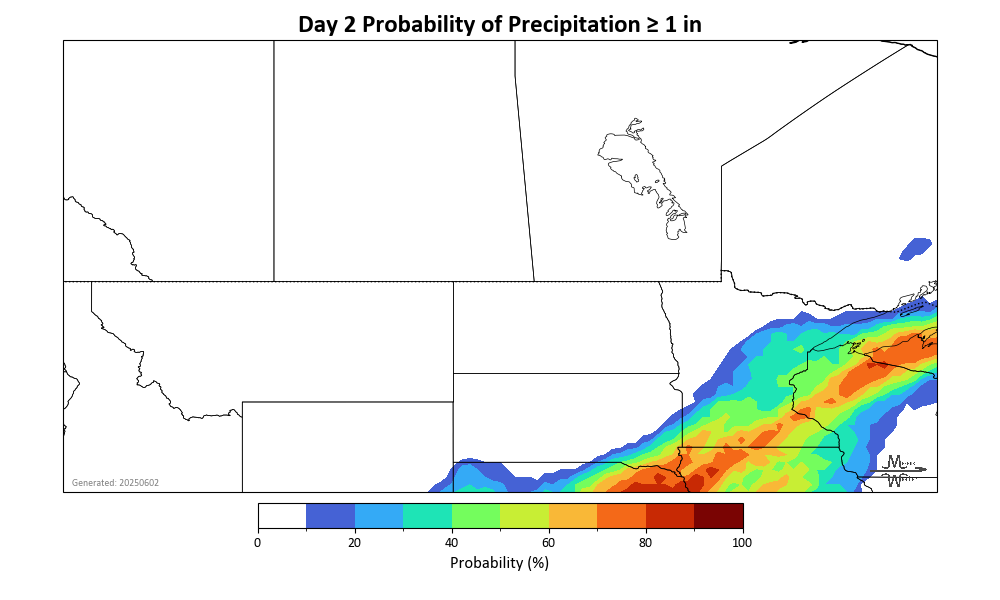 Day 2 Probability of Precipitation ≥ 1 in
Generated: 20250602
0 20 40 60 80 100
Probability (%)